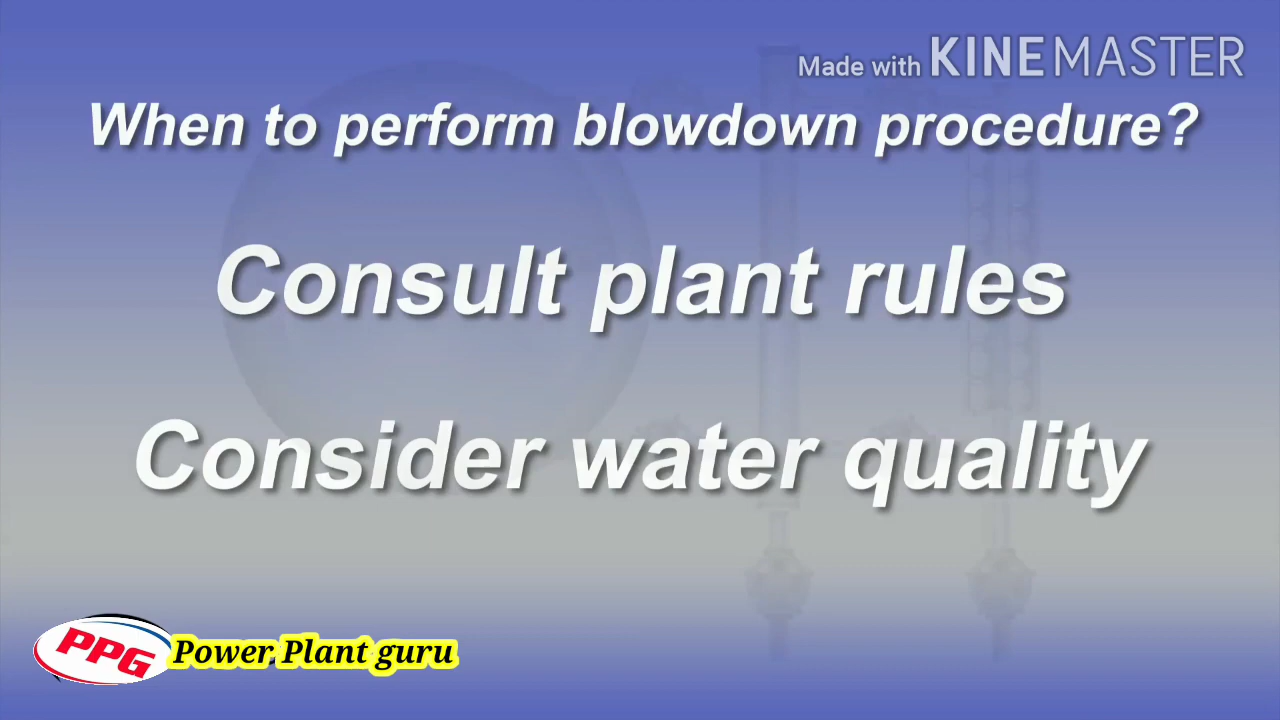 Made with KINEMASTER
When to perform blowdown procedure?
Consult plant rules
Consider water quality
PPG Power Plant guru